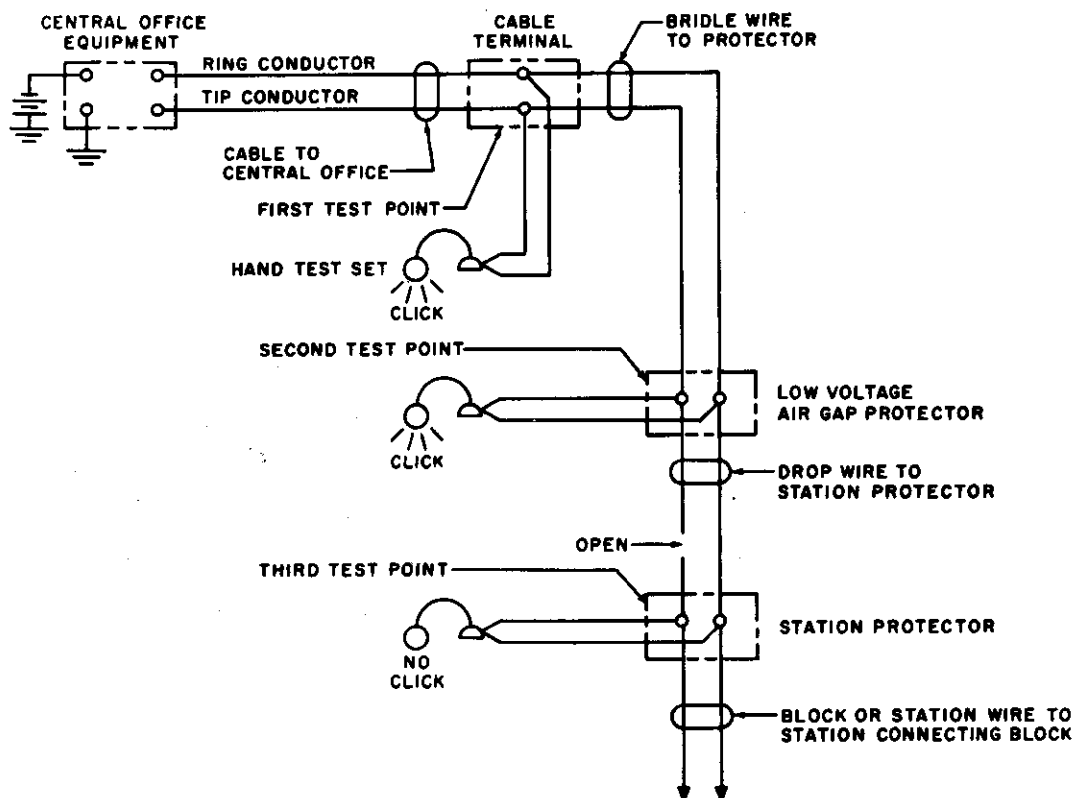 CENTRAL OFFICE
EQUIPMENT
CABLE
TERMINAL
BRIDLE WIRE
TO PROTECTOR
RING CONDUCTOR
TIP CONDUCTOR
CABLE TO
CENTRAL OFFICE
FIRST TEST POINT
HAND TEST SET
CLICK
SECOND TEST POINT
LOW VOLTAGE
AIR GAP PROTECTOR
CLICK
DROP WIRE TO
STATION PROTECTOR
OPEN
THIRD TEST POINT
STATION PROTECTOR
NO
CLICK
BLOCK OR STATION WIRE TO
STATION CONNECTING BLOCK